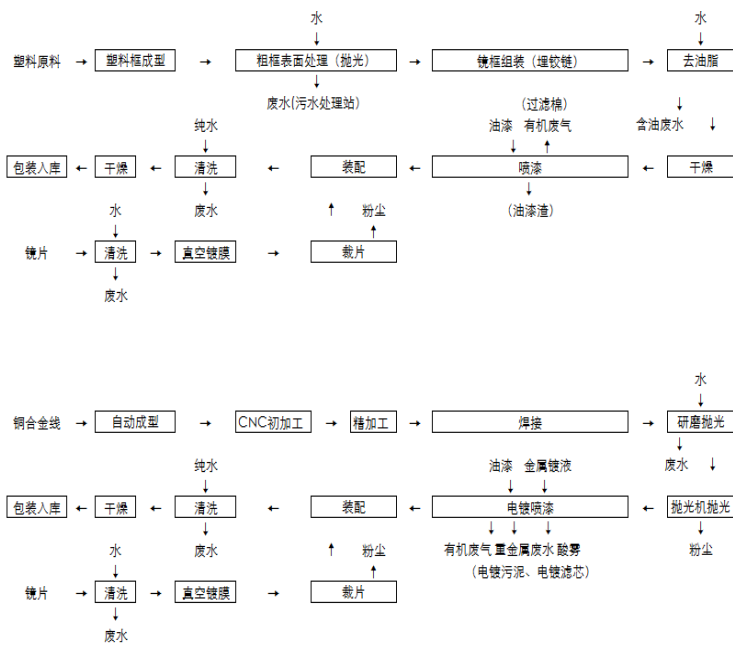 水 水
塑料原料 → 塑料框成型 → 粗框表面处理（抛光） → 镜框组装（埋铰链） → 去油脂
废水(污水处理站) （过滤棉）
纯水 油漆 有机废气 含油废水
包装入库 ← 干燥 ← 清洗 ← 装配 ← 喷漆 ← 干燥
水 废水 粉尘 （油漆渣）
镜片 → 清洗 → 真空镀膜 → 裁片
废水
水
铜合金线 → 自动成型 → CNC初加工 → 精加工 → 焊接 → 研磨抛光
纯水 油漆 金属镀液 废水
包装入库 ← 干燥 ← 清洗 ← 装配 ← 电镀喷漆 ← 抛光机抛光
水 废水 粉尘 有机废气 重金属废水 酸雾 粉尘
（电镀污泥、电镀滤芯）
镜片 → 清洗 → 真空镀膜 → 裁片
废水